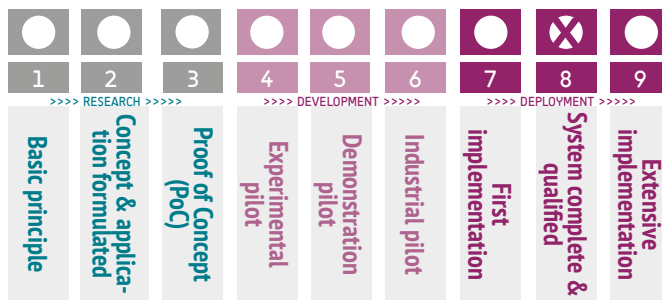 X
1 2 3 4 5 6 7 8 9
>>>> RESEARCH >>>>> >>>> DEVELOPMENT >>>>> >>>> DEPLOYMENT >>>>>
Basic principle
Concept & applica-
tion formulated
Proof of Concept
(PoC)
Experimental
pilot
Demonstration
pilot
Industrial pilot
First
implementation
System complete &
qualified
Extensive
implementation